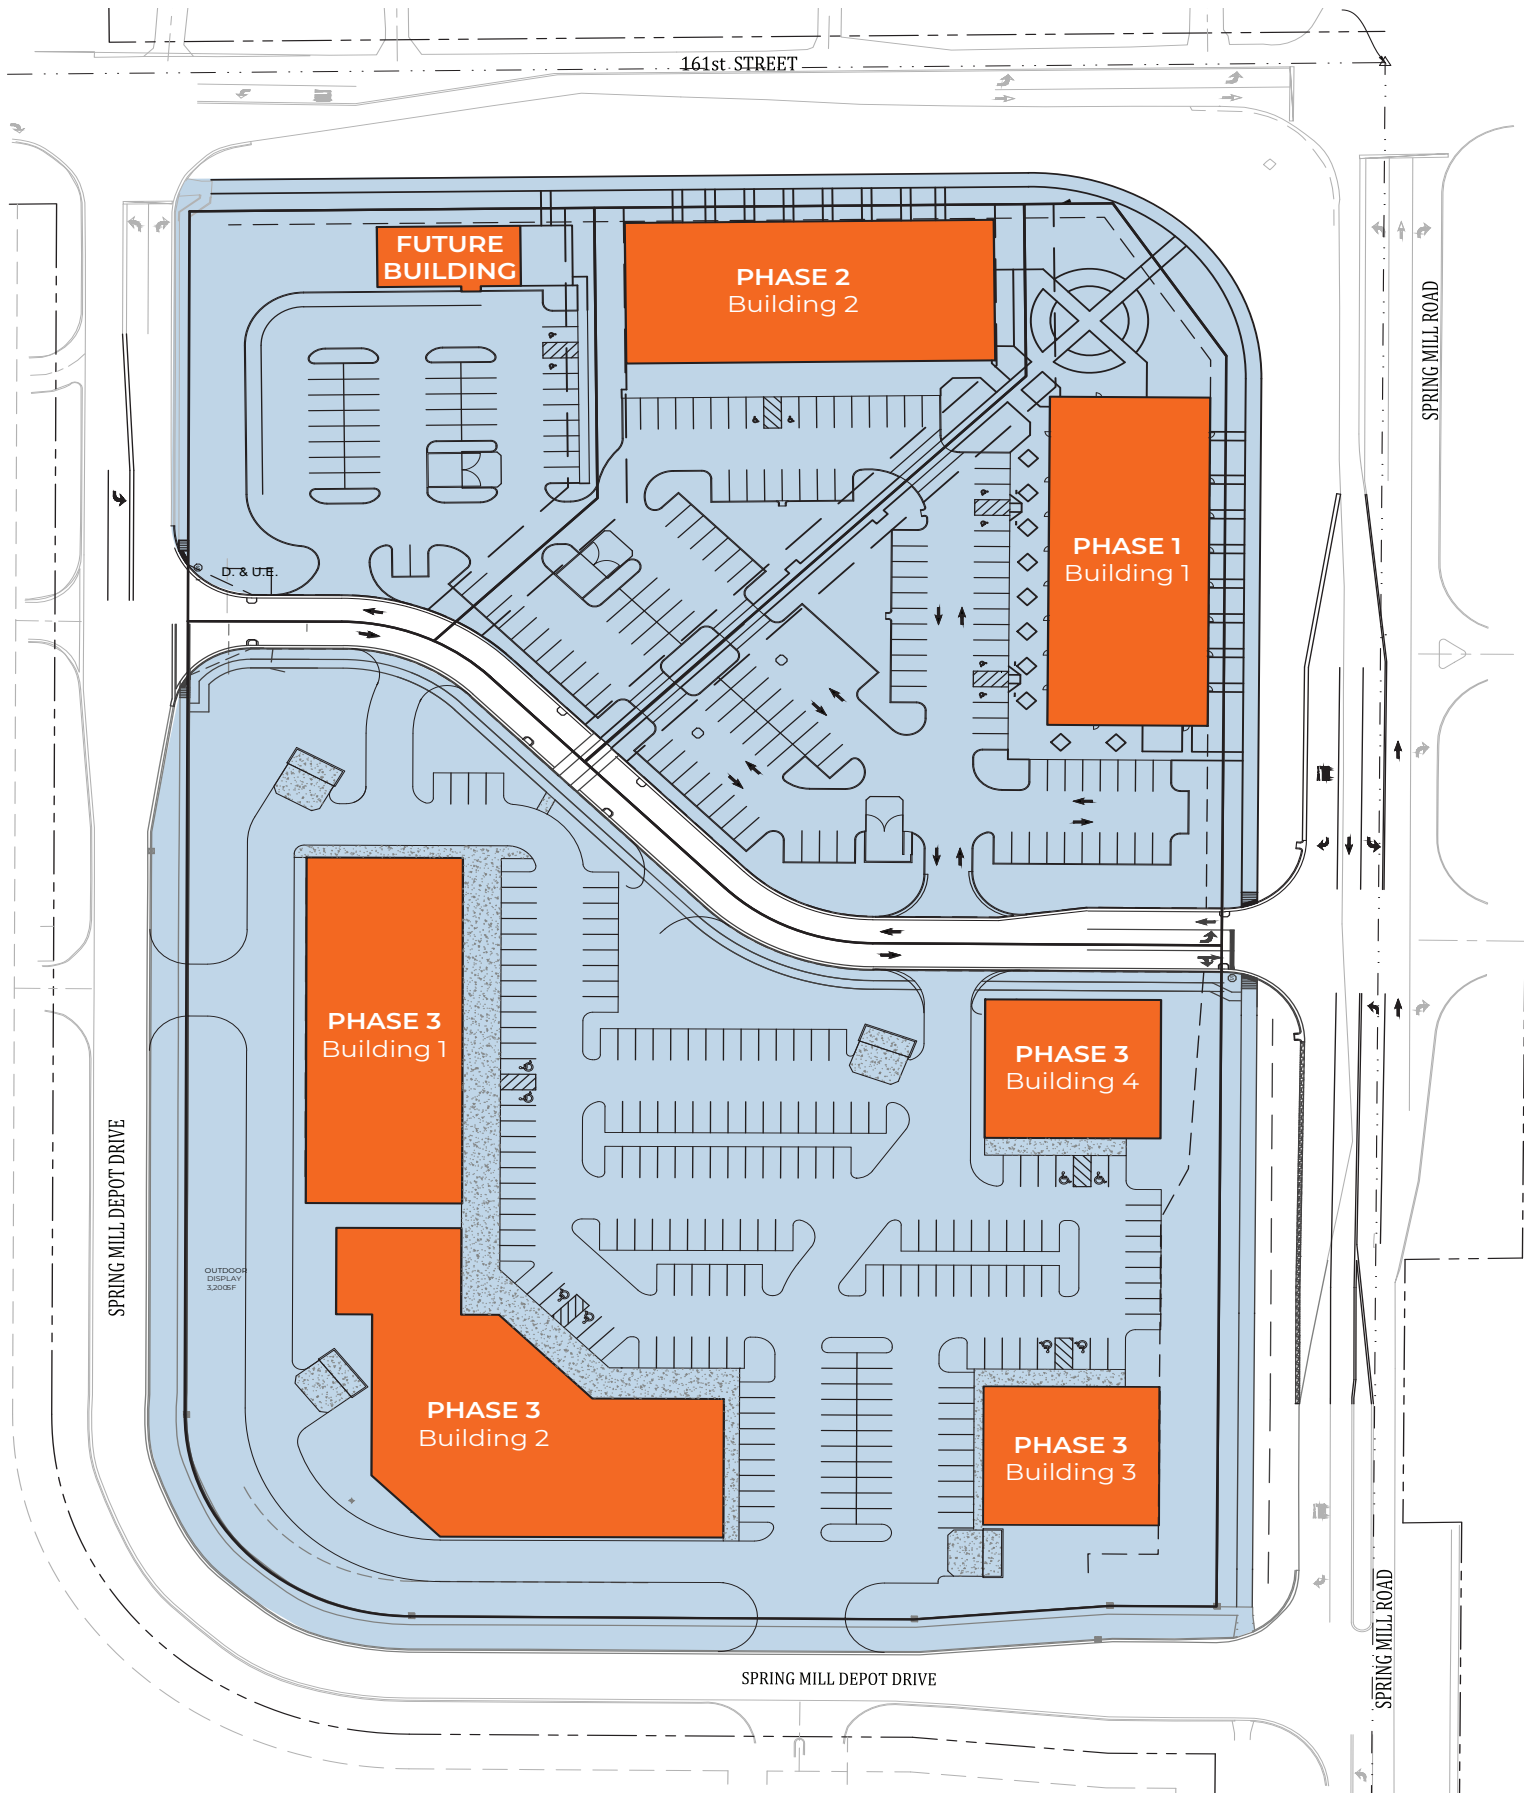 161st STREET
FUTURE
BUILDING
PHASE 2
Building 2
SPRING MILL ROAD
PHASE 1
Building 1
D. & U.E.
PHASE 3
Building 1
PHASE 3
Building 4
SPRING MILL DEPOT DRIVE
OUTDOOR
DISPLAY
3,200SF
PHASE 3
Building 2
PHASE 3
Building 3
SPRING MILL ROAD
SPRING MILL DEPOT DRIVE